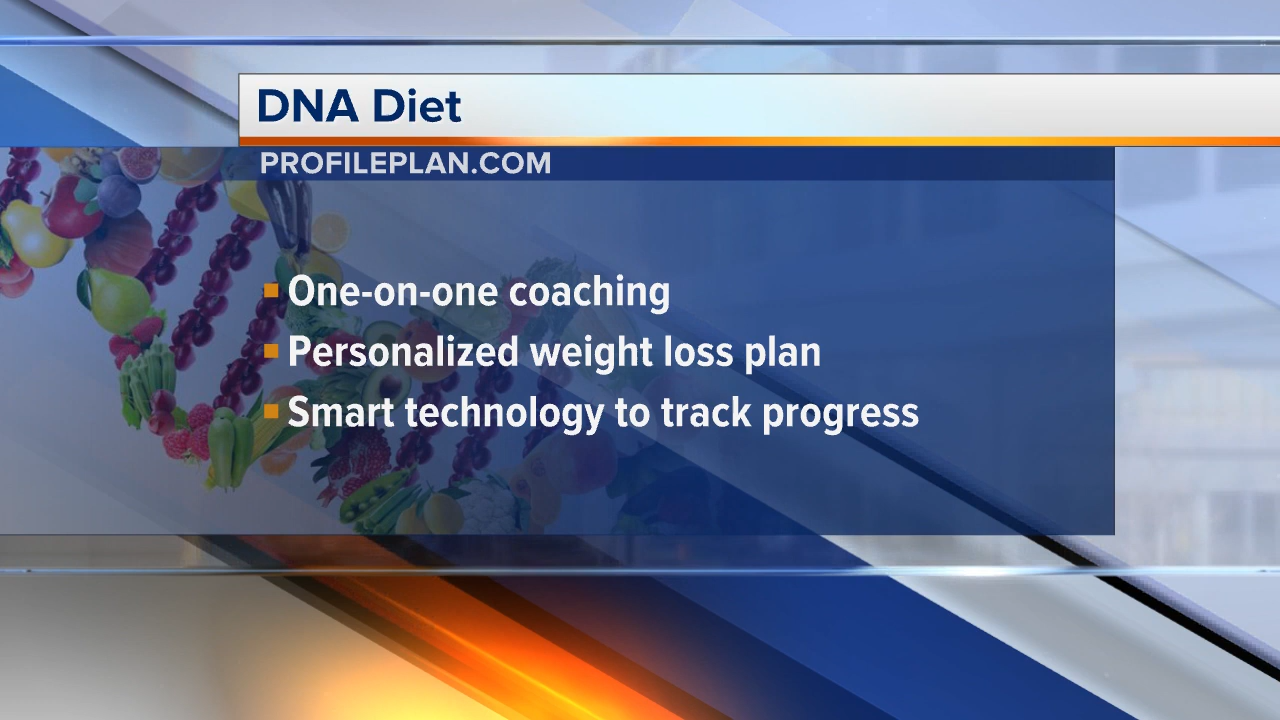 DNA Diet
PROFILEPLAN.COM
One-on-one coaching
Personalized weight loss plan
Smart technology to track progress